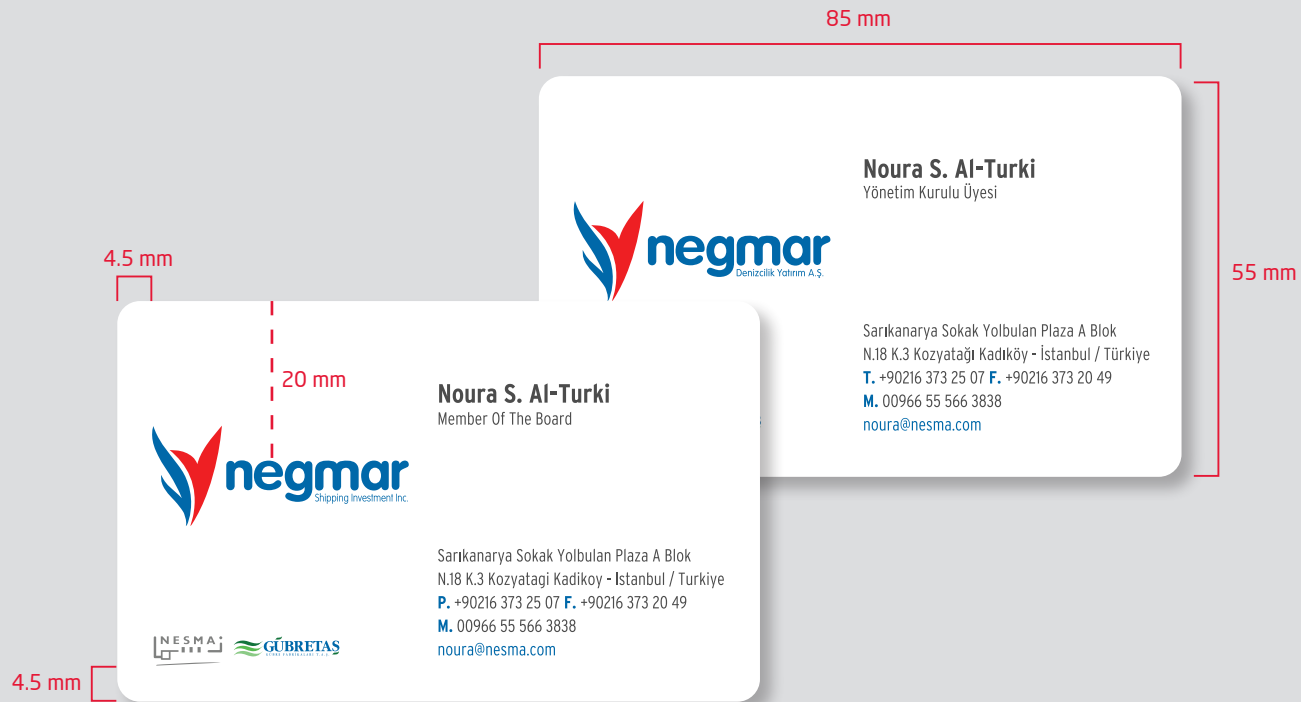 85 mm
Noura S. Al-Turki
Yönetim Kurulu Üyesi
negmar
Denizcilik Yatırım A.Ş.
55 mm
Sarıkanarya Sokak Yolbulan Plaza A Blok
N.18 K.3 Kozyatağı Kadıköy - İstanbul / Türkiye
T. +90216 373 25 07 F. +90216 373 20 49
M. 00966 55 566 3838
noura@nesma.com
4.5 mm
20 mm
Noura S. Al-Turki
Member Of The Board
negmar
Shipping Investment Inc.
Sarıkanarya Sokak Yolbulan Plaza A Blok
N.18 K.3 Kozyatagi Kadikoy - Istanbul / Turkiye
P. +90216 373 25 07 F. +90216 373 20 49
M. 00966 55 566 3838
noura@nesma.com
NESMA
GÜBRETAŞ
4.5 mm